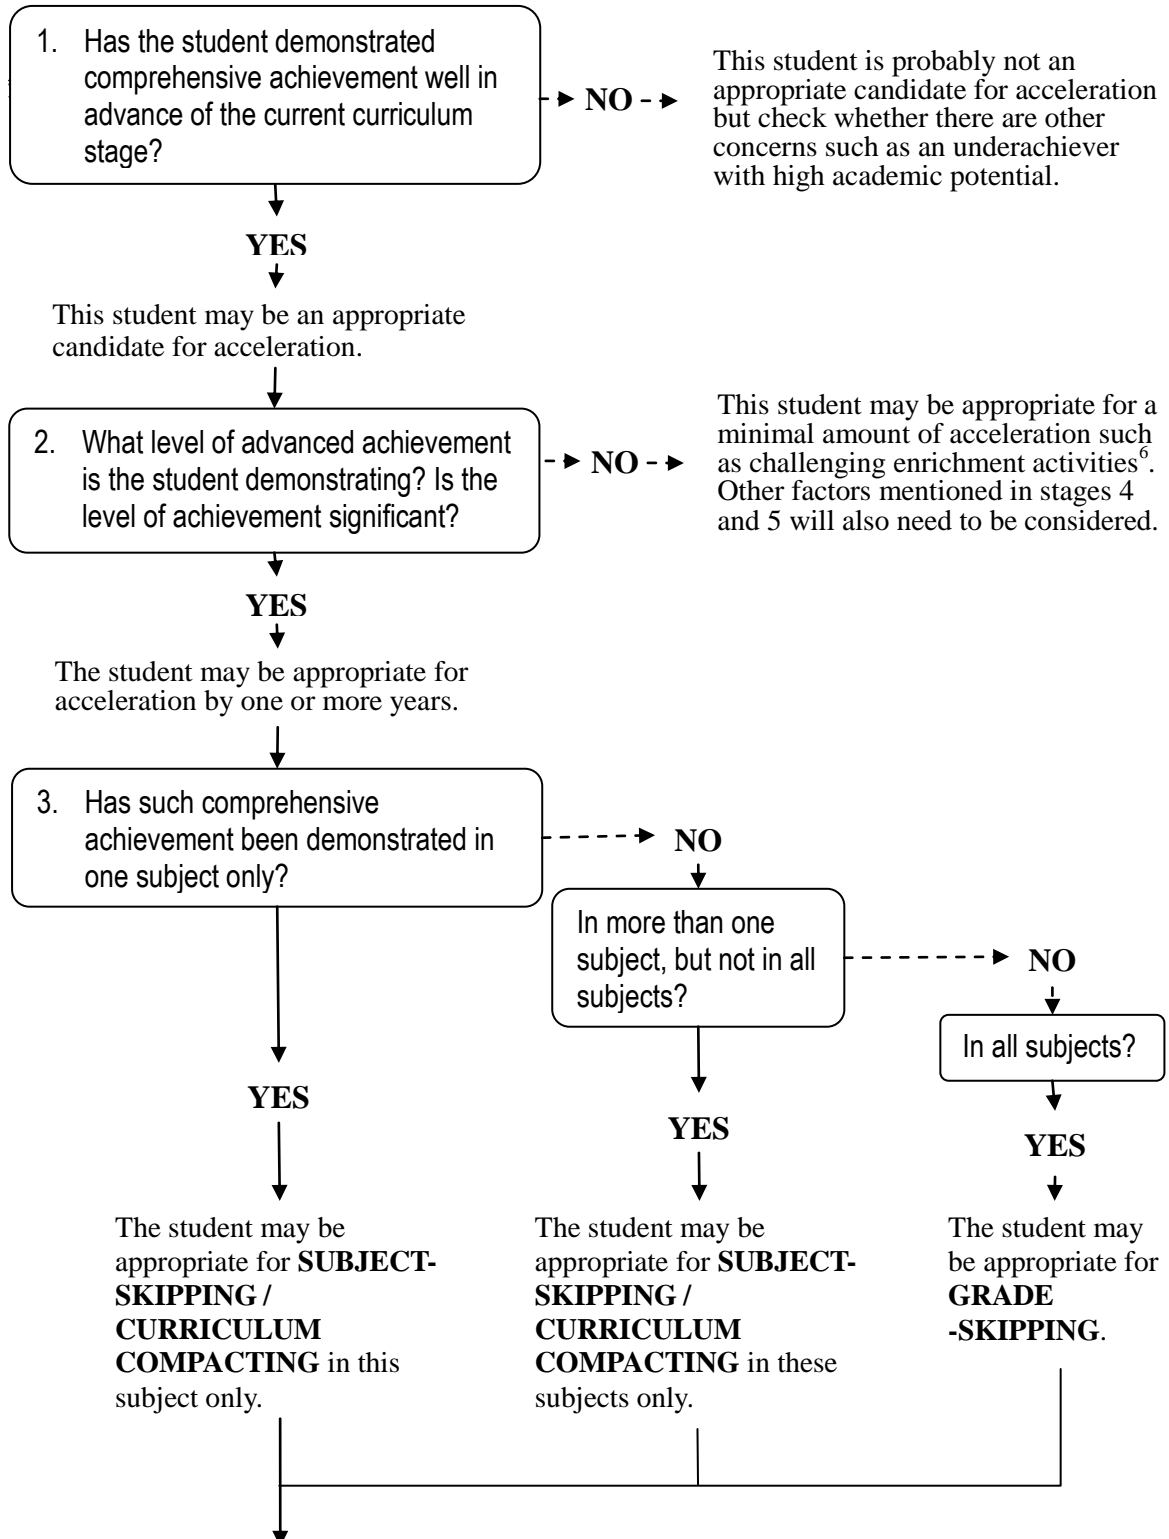 1. Has the student demonstrated
comprehensive achievement well in
advance of the current curriculum
stage?
NO
This student is probably not an
appropriate candidate for acceleration
but check whether there are other
concerns such as an underachiever
with high academic potential.
YES
This student may be an appropriate
candidate for acceleration.
2. What level of advanced achievement
is the student demonstrating? Is the
level of achievement significant?
NO
This student may be appropriate for a
minimal amount of acceleration such
as challenging enrichment activities⁶.
Other factors mentioned in stages 4
and 5 will also need to be considered.
YES
The student may be appropriate for
acceleration by one or more years.
3. Has such comprehensive
achievement been demonstrated in
one subject only?
NO
In more than one
subject, but not in all
subjects?
NO
In all subjects?
YES
The student may be
appropriate for SUBJECT-
SKIPPING /
CURRICULUM
COMPACTING in this
subject only.
YES
The student may be
appropriate for SUBJECT-
SKIPPING /
CURRICULUM
COMPACTING in these
subjects only.
YES
The student may
be appropriate for
GRADE
-SKIPPING.